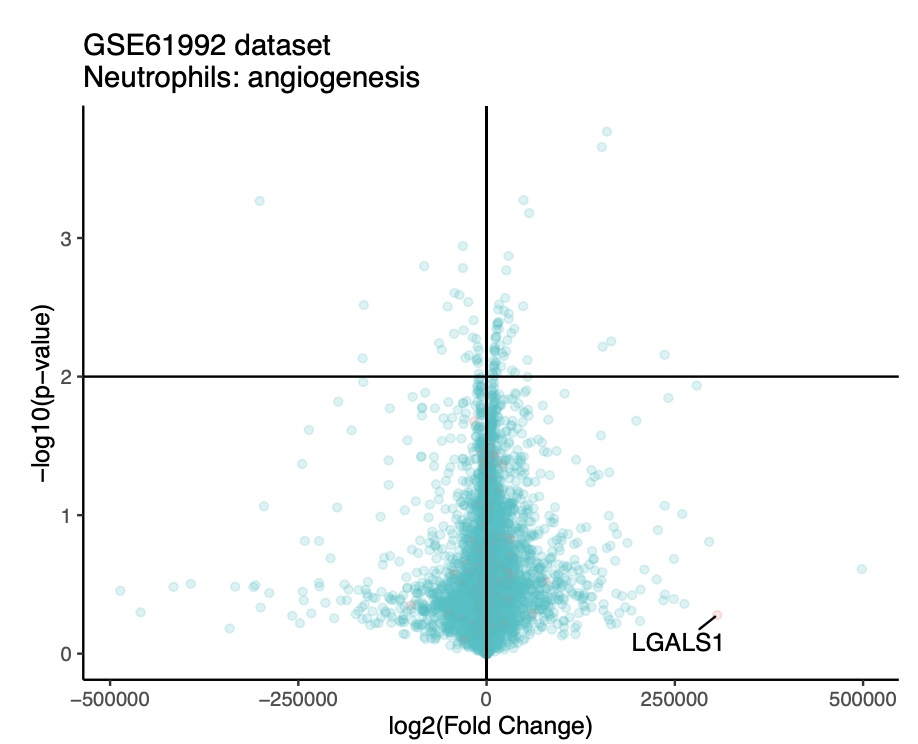 GSE61992 dataset
Neutrophils: angiogenesis
−log10(p−value)
3
2
1
0
LGALS1
−500000 −250000 0 250000 500000
log2(Fold Change)